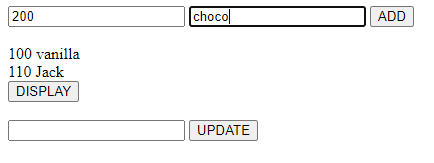 200 choco ADD
100 vanilla
110 Jack
DISPLAY
UPDATE